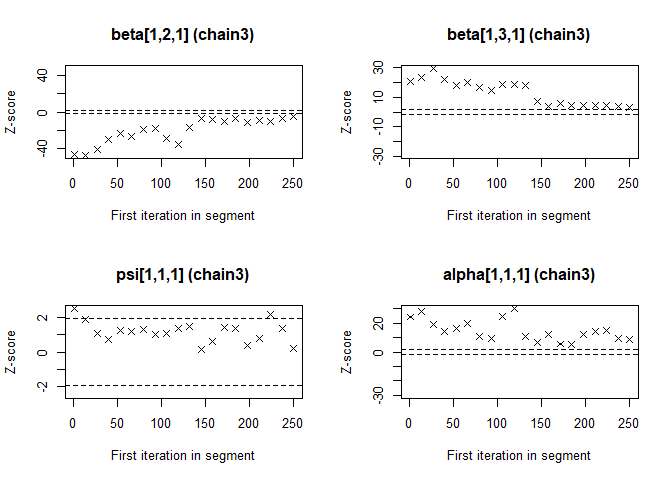 beta[1,2,1] (chain3)
Z-score
40
0
-40
0 50 100 150 200 250
First iteration in segment
beta[1,3,1] (chain3)
Z-score
30
10
-10
-30
0 50 100 150 200 250
First iteration in segment
psi[1,1,1] (chain3)
Z-score
2
0
-2
0 50 100 150 200 250
First iteration in segment
alpha[1,1,1] (chain3)
Z-score
20
0
-30
0 50 100 150 200 250
First iteration in segment